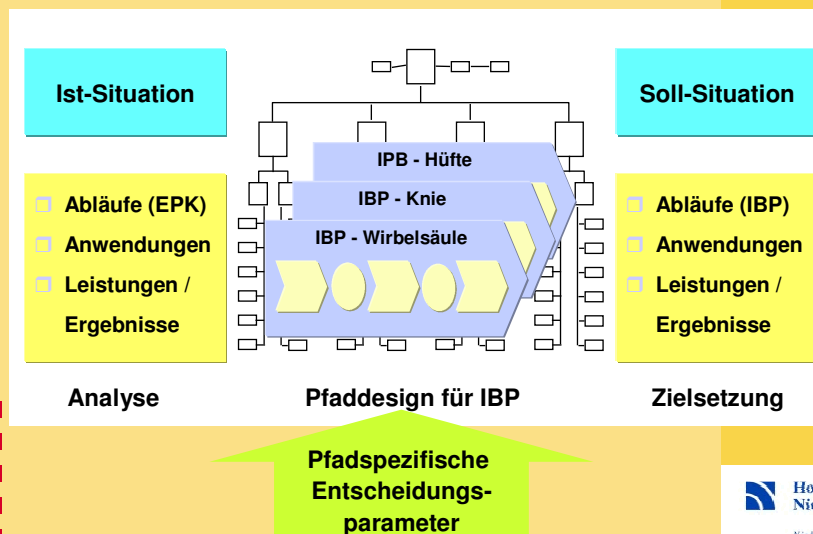 Ist-Situation
Abläufe (EPK)
Anwendungen
Leistungen /
Ergebnisse
Analyse
IPB - Hüfte
IBP - Knie
IBP - Wirbelsäule
Pfaddesign für IBP
Pfadspezifische
Entscheidungs-
parameter
Soll-Situation
Abläufe (IBP)
Anwendungen
Leistungen /
Ergebnisse
Zielsetzung